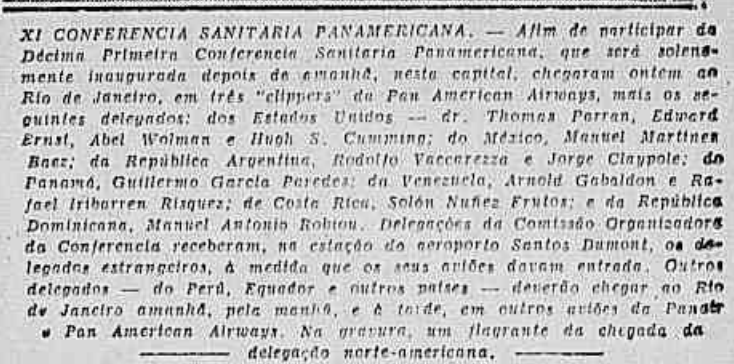 XI CONFERENCIA SANITARIA PANAMERICANA. — Afim de participar da
Décima Primeira Conferencia Sanitaria Panamericana, que será solene-
mente inaugurada depois de amanhã, nesta capital, chegaram ontem ao
Rio de Janeiro, em três "clippers" da Pan American Airways, mais os se-
guintes delegados: dos Estados Unidos — dr. Thomas Parran, Edward
Ernst, Abel Wolman e Hugh S. Cumming; do México, Manuel Martinez
Baez; da República Argentina, Rodolfo Vaccarezza e Jorge Claypole; do
Panamá, Guillermo Garcia Paredes; da Venezuela, Arnold Gabaldon e Ra-
fael Iribarren Risquez; de Costa Rica, Solón Nuñez Frutos; e da República
Dominicana, Manuel Antonio Robiou. Delegações da Comissão Organizadora
da Conferencia receberam, na estação do aeroporto Santos Dumont, os de-
legados estrangeiros, à medida que os seus aviões davam entrada. Outros
delegados — do Perú, Equador e outros países — deverão chegar ao Rio
de Janeiro amanhã, pela manhã, e à tarde, em outros aviões da Panair
e Pan American Airways. Na gravura, um flagrante da chegada da
delegação norte-americana.